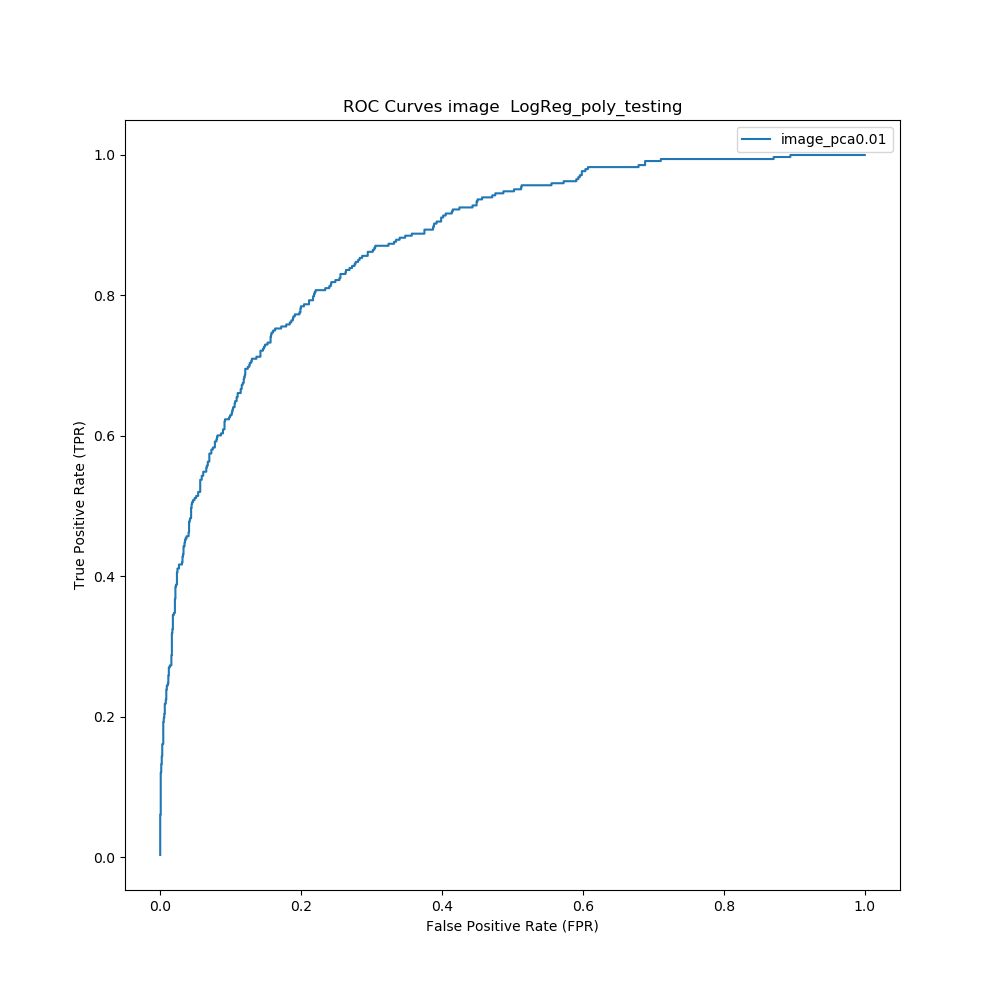 ROC Curves image  LogReg_poly_testing
image_pca0.01
1.0
0.8
0.6
0.4
0.2
0.0
True Positive Rate (TPR)
0.0 0.2 0.4 0.6 0.8 1.0
False Positive Rate (FPR)